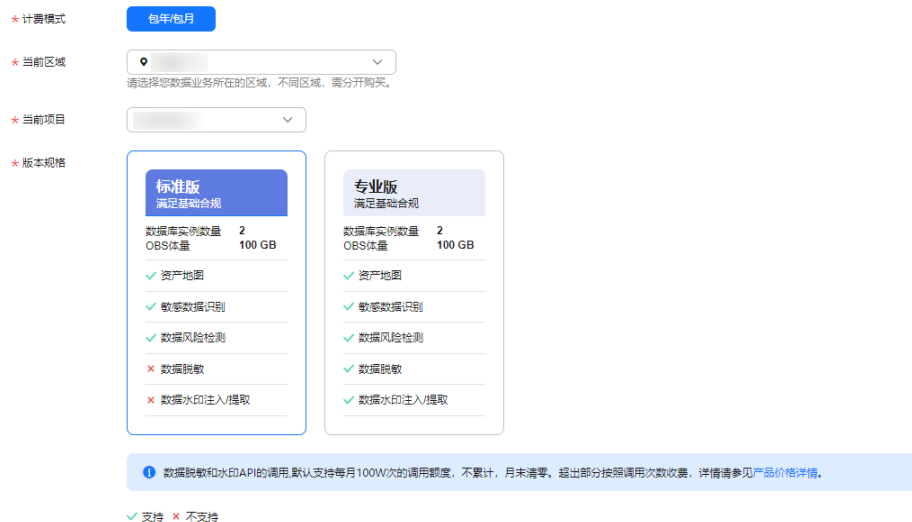 * 计费模式 包年/包月
* 当前区域
请选择您数据业务所在的区域，不同区域，需分开购买。
* 当前项目
* 版本规格
标准版
满足基础合规
数据库实例数量 2
OBS体量 100 GB
资产地图
敏感数据识别
数据风险检测
数据脱敏
数据水印注入/提取
专业版
满足基础合规
数据库实例数量 2
OBS体量 100 GB
资产地图
敏感数据识别
数据风险检测
数据脱敏
数据水印注入/提取
数据脱敏和水印API的调用,默认支持每月100W次的调用额度，不累计，月末清零。超出部分按照调用次数收费，详情请参见产品价格详情。
支持 不支持